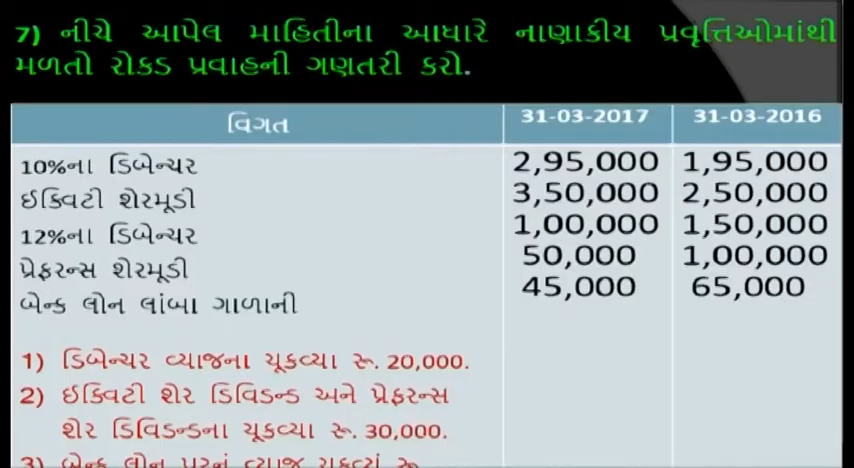 7) નીચે આપેલ માહિતીના આધારે નાણાકીય પ્રવૃત્તિઓમાંથી
મળતો રોકડ પ્રવાહની ગણતરી કરો.
વિગત 31-03-2017 31-03-2016
10%ના ડિબેન્ચર 2,95,000 1,95,000
ઈક્વિટી શેરમૂડી 3,50,000 2,50,000
12%ના ડિબેન્ચર 1,00,000 1,50,000
પ્રેફરન્સ શેરમૂડી 50,000 1,00,000
બેન્ક લોન લાંબા ગાળાની 45,000 65,000
1) ડિબેન્ચર વ્યાજના ચૂકવ્યા રૂ. 20,000.
2) ઈક્વિટી શેર ડિવિડન્ડ અને પ્રેફરન્સ
શેર ડિવિડન્ડના ચૂકવ્યા રૂ. 30,000.
3) બેન્ક લોન પરનું વ્યાજ ચૂકવ્યું રૂ